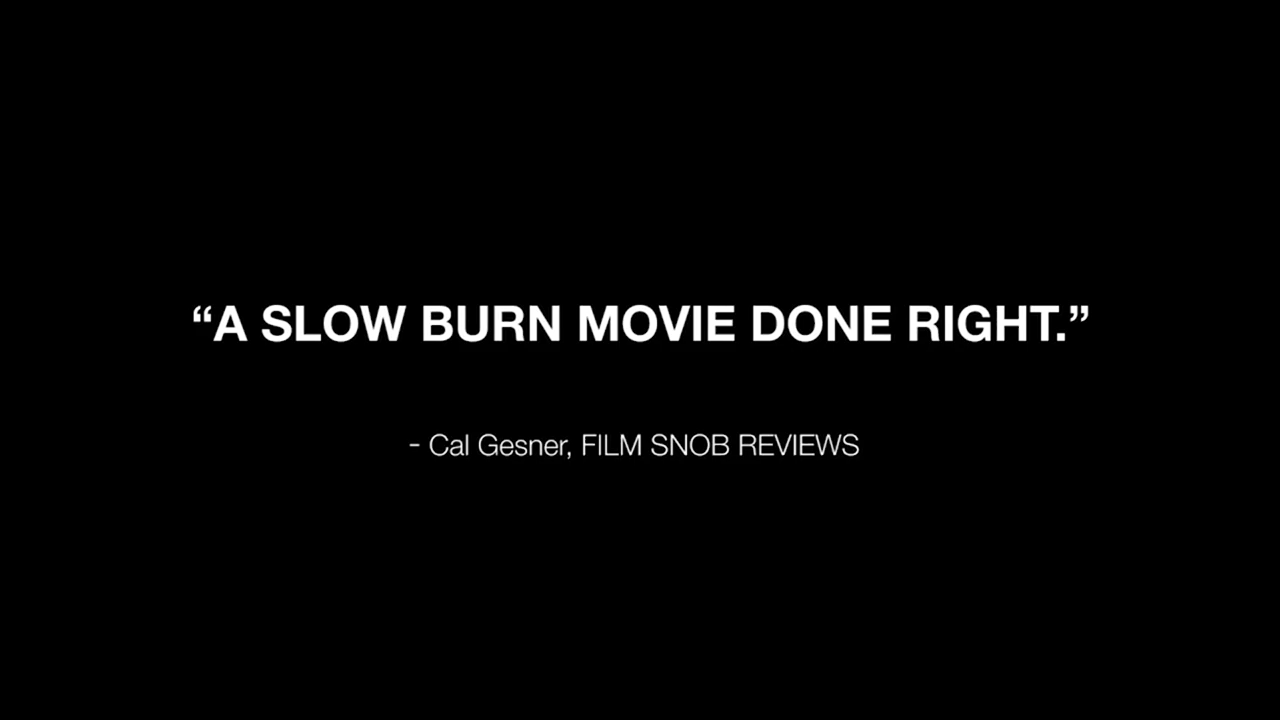 “A SLOW BURN MOVIE DONE RIGHT.”
- Cal Gesner, FILM SNOB REVIEWS